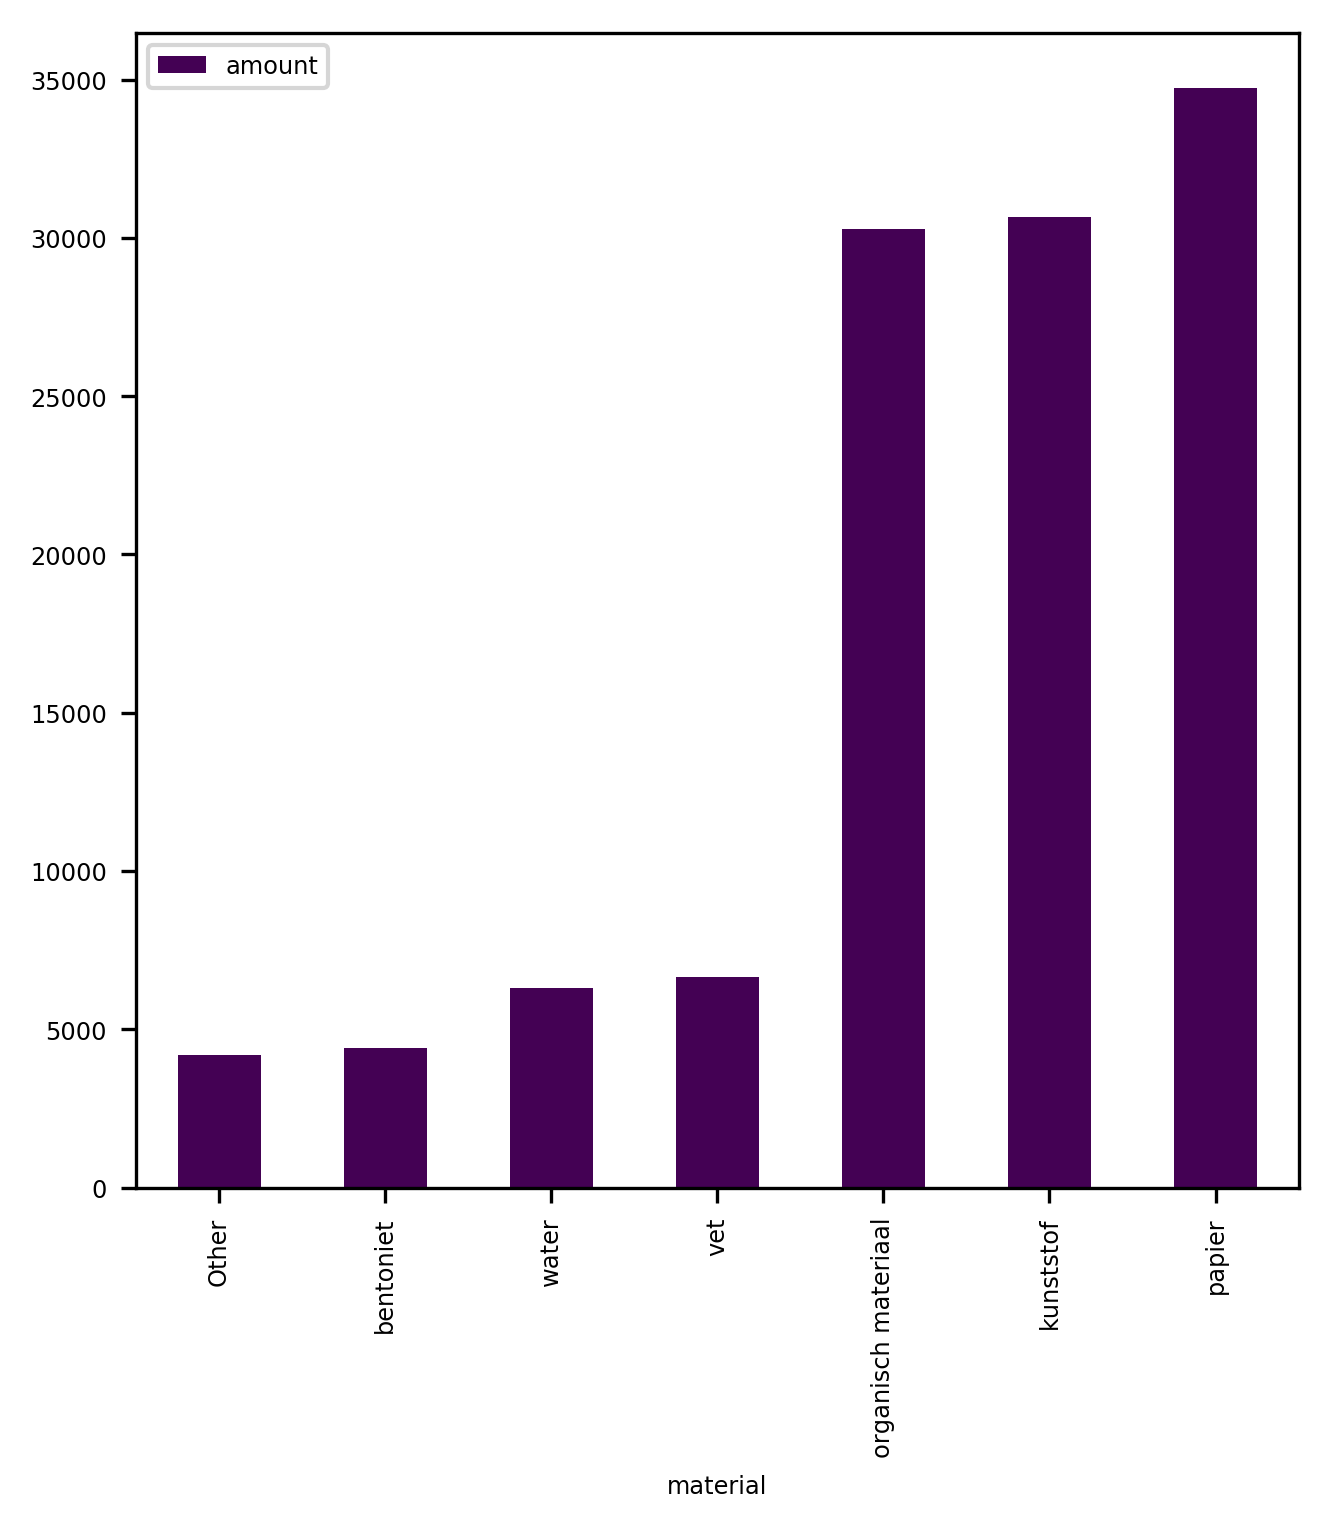 amount
35000
30000
25000
20000
15000
10000
5000
0
Other
bentoniet
water
vet
organisch materiaal
kunststof
papier
material